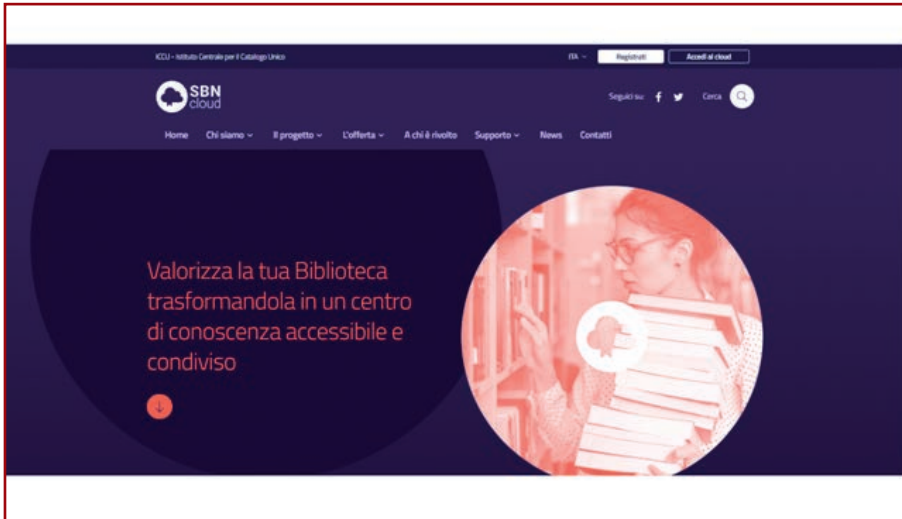 ICCU - Istituto Centrale per il Catalogo Unico
ITA
Registrati
Accedi al cloud
SBN
cloud
Seguici su:
Cerca
Home
Chi siamo
Il progetto
L'offerta
A chi è rivolto
Supporto
News
Contatti
Valorizza la tua Biblioteca
trasformandola in un centro
di conoscenza accessibile e
condiviso